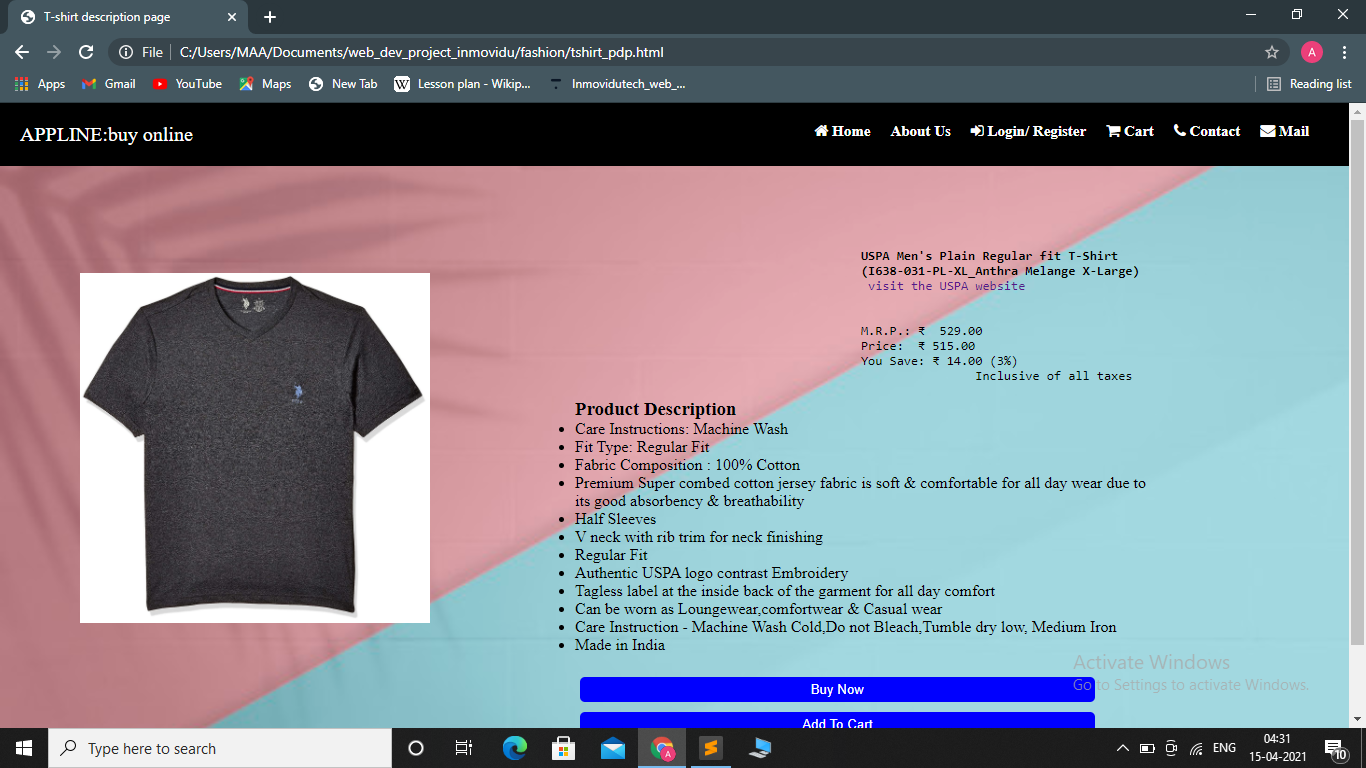 T-shirt description page
File
C:/Users/MAA/Documents/web_dev_project_inmovidu/fashion/tshirt_pdp.html
A
Apps
Gmail
YouTube
Maps
New Tab
W
Lesson plan - Wikip...
Inmovidutech_web_...
Reading list
APPLINE:buy online
Home
About Us
Login/ Register
Cart
Contact
Mail
USPA Men's Plain Regular fit T-Shirt
(I638-031-PL-XL_Anthra Melange X-Large)
visit the USPA website
M.R.P.: ₹ 529.00
Price: ₹ 515.00
You Save: ₹ 14.00 (3%)
Inclusive of all taxes
Product Description
Care Instructions: Machine Wash
Fit Type: Regular Fit
Fabric Composition : 100% Cotton
Premium Super combed cotton jersey fabric is soft & comfortable for all day wear due to
its good absorbency & breathability
Half Sleeves
V neck with rib trim for neck finishing
Regular Fit
Authentic USPA logo contrast Embroidery
Tagless label at the inside back of the garment for all day comfort
Can be worn as Loungewear,comfortwear & Casual wear
Care Instruction - Machine Wash Cold,Do not Bleach,Tumble dry low, Medium Iron
Made in India
Buy Now
Add To Cart
Activate Windows
Go to Settings to activate Windows.
Type here to search
A
ENG
04:31
15-04-2021
10